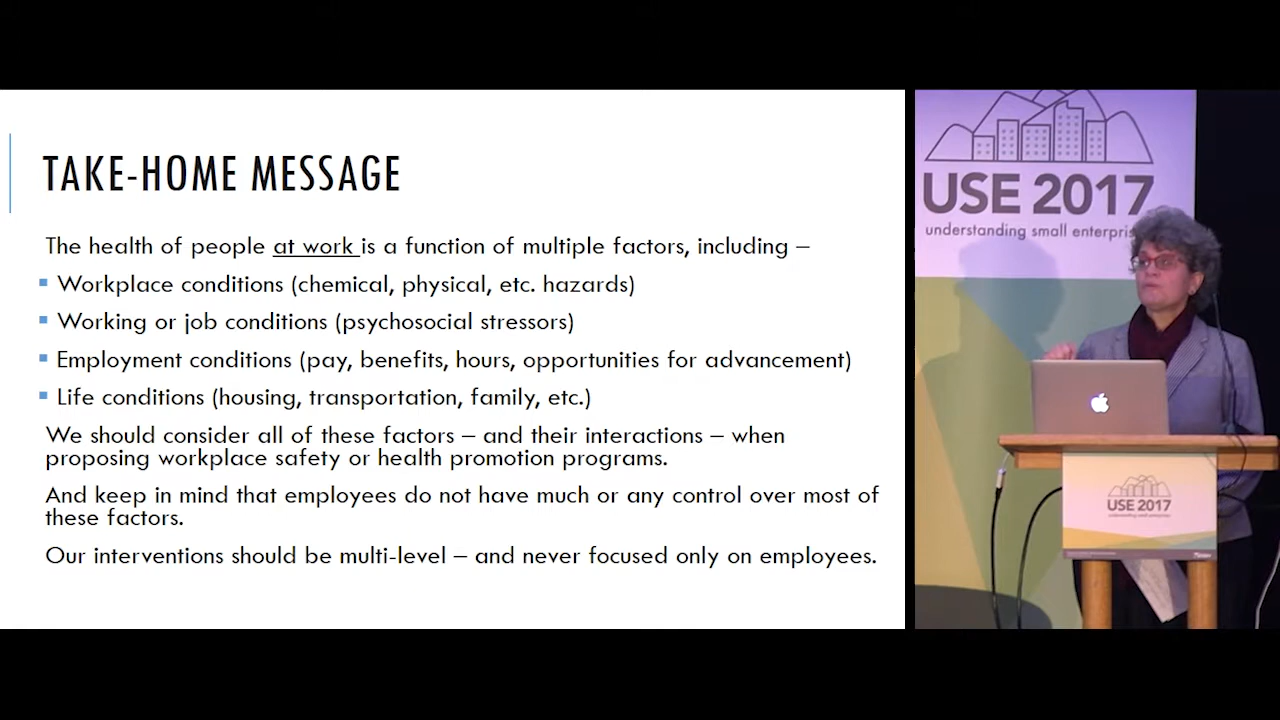 TAKE-HOME MESSAGE
The health of people at work is a function of multiple factors, including –
▪ Workplace conditions (chemical, physical, etc. hazards)
▪ Working or job conditions (psychosocial stressors)
▪ Employment conditions (pay, benefits, hours, opportunities for advancement)
▪ Life conditions (housing, transportation, family, etc.)
We should consider all of these factors – and their interactions – when
proposing workplace safety or health promotion programs.
And keep in mind that employees do not have much or any control over most of
these factors.
Our interventions should be multi-level – and never focused only on employees.
USE 2017
understanding small enterpris
USE 2017
understanding small enterprises